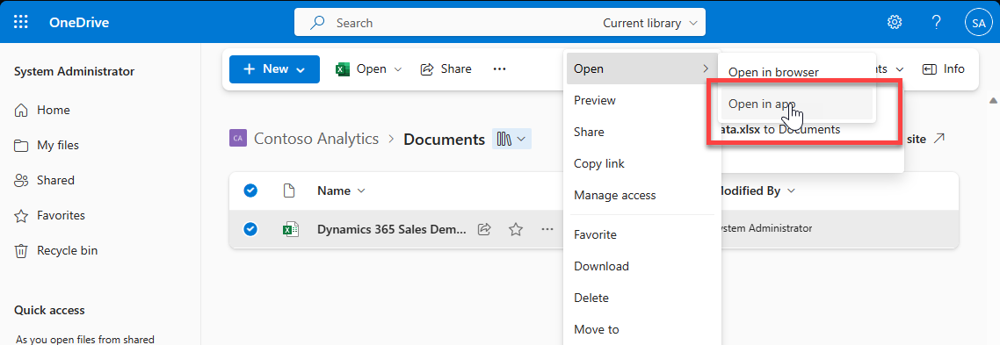 OneDrive
Search
Current library
SA
System Administrator
Home
My files
Shared
Favorites
Recycle bin
Quick access
As you open files from shared
New
Open
Share
Info
CA
Contoso Analytics
Documents
site
Name
Modified By
Dynamics 365 Sales Dem...
System Administrator
Open
Preview
Share
Copy link
Manage access
Favorite
Download
Delete
Move to
Open in browser
Open in app
ata.xlsx to Documents